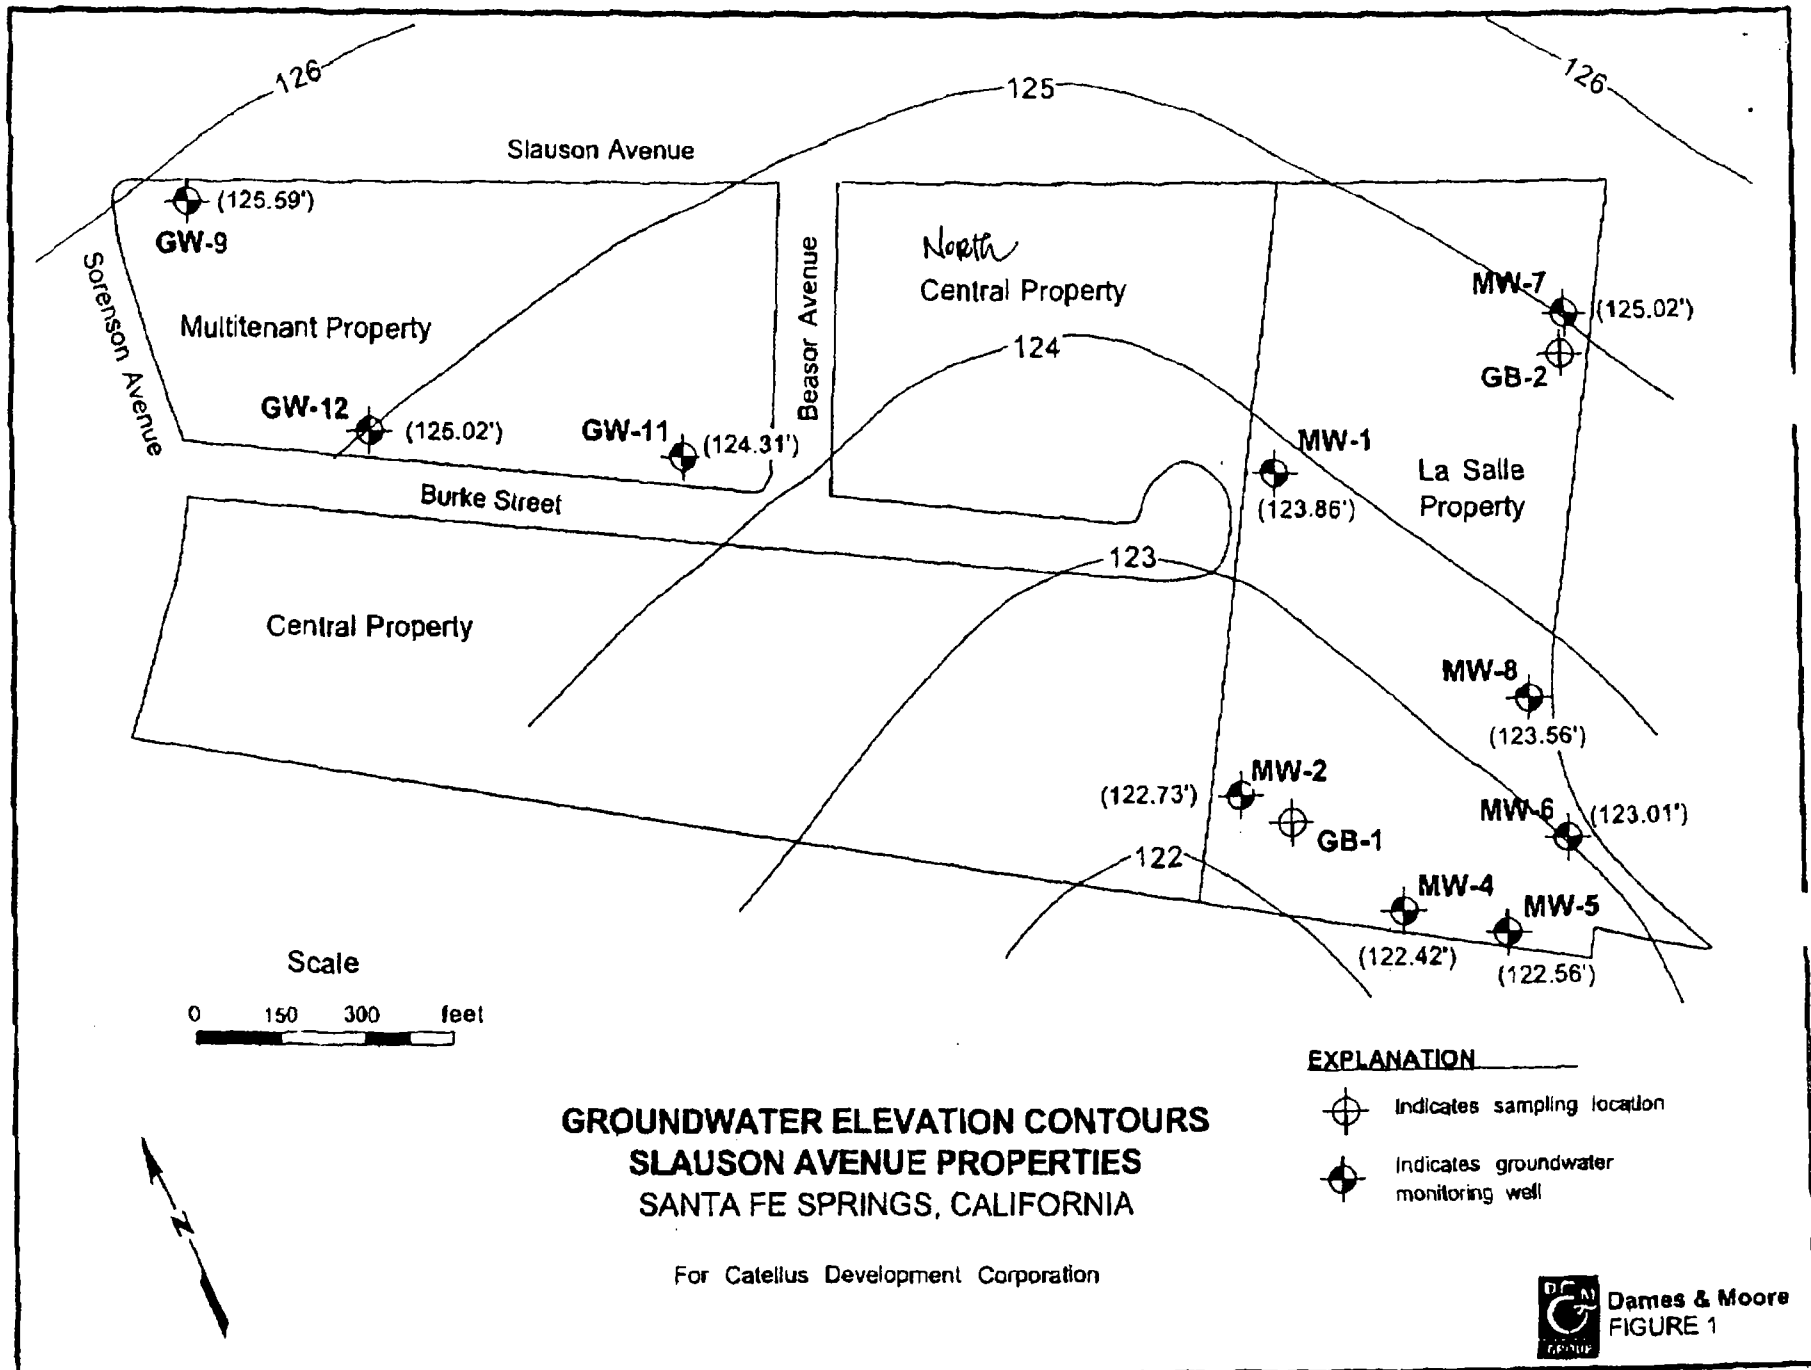 126
125
126
Slauson Avenue
(125.59')
GW-9
Sorenson Avenue
Multitenant Property
Beasor Avenue
North
Central Property
MW-7
(125.02')
GB-2
124
GW-12
(125.02')
GW-11
(124.31')
MW-1
(123.86')
La Salle
Property
Burke Street
123
Central Property
MW-8
(123.56')
MW-2
(122.73')
GB-1
MW-6
(123.01')
122
MW-4
(122.42')
MW-5
(122.56')
Scale
0 150 300 feet
N
GROUNDWATER ELEVATION CONTOURS
SLAUSON AVENUE PROPERTIES
SANTA FE SPRINGS, CALIFORNIA
For Catellus Development Corporation
EXPLANATION
Indicates sampling location
Indicates groundwater
monitoring well
D M
GROUP
Dames & Moore
FIGURE 1